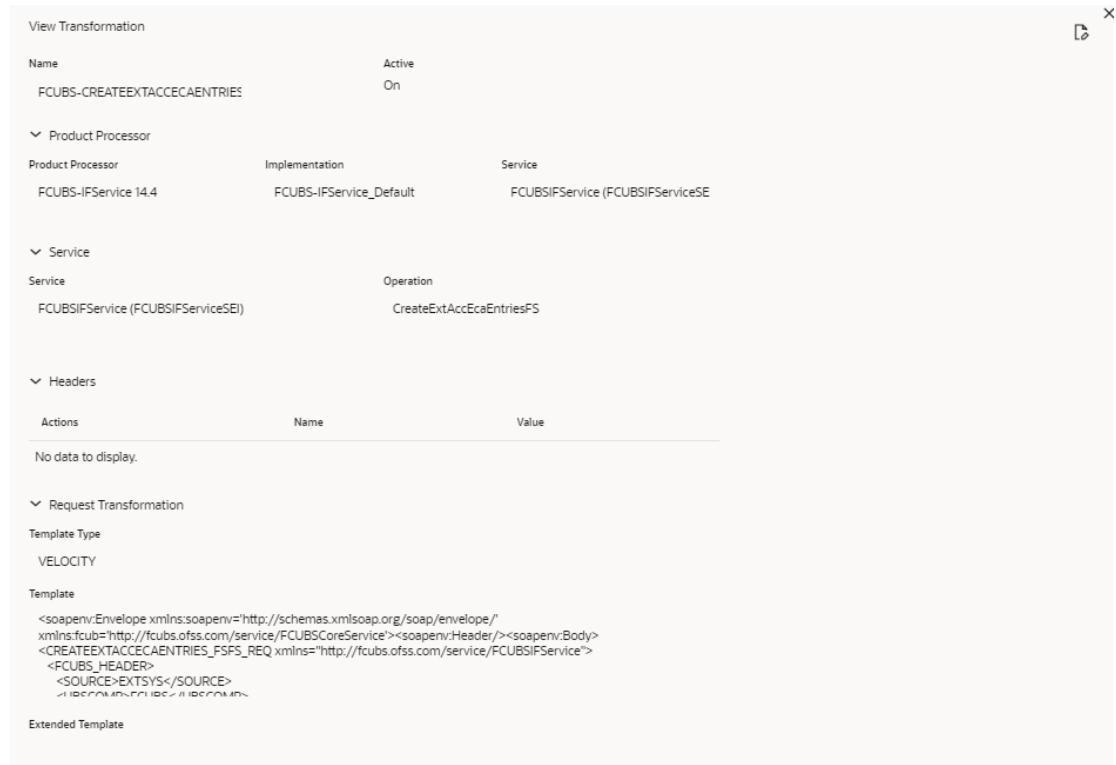 View Transformation
Name Active
FCUBS-CREATEEXTACCECAENTRIES On
Product Processor
Product Processor Implementation Service
FCUBS-IFService 14.4 FCUBS-IFService_Default FCUBSIFService (FCUBSIFServiceSE
Service
Service Operation
FCUBSIFService (FCUBSIFServiceSEI) CreateExtAccEcaEntriesFS
Headers
Actions Name Value
No data to display.
Request Transformation
Template Type
VELOCITY
Template
<soapenv:Envelope xmlns:soapenv='http://schemas.xmlsoap.org/soap/envelope/'
xmlns:fcub='http://fcubs.ofss.com/service/FCUBSCoreService'><soapenv:Header/><soapenv:Body>
<CREATEEXTACCECAENTRIES_FSFS_REQ xmlns="http://fcubs.ofss.com/service/FCUBSIFService">
<FCUBS_HEADER>
<SOURCE>EXTSYS</SOURCE>
<UBSCOMP>FCUBS</UBSCOMP>
Extended Template